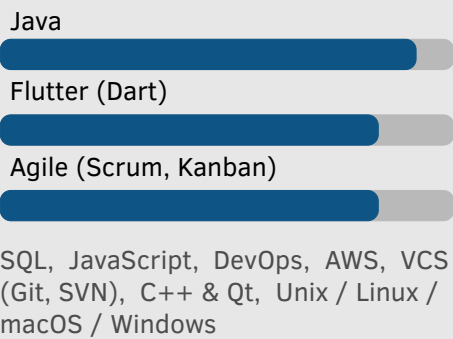 Java
Flutter (Dart)
Agile (Scrum, Kanban)
SQL, JavaScript, DevOps, AWS, VCS
(Git, SVN), C++ & Qt, Unix / Linux /
macOS / Windows